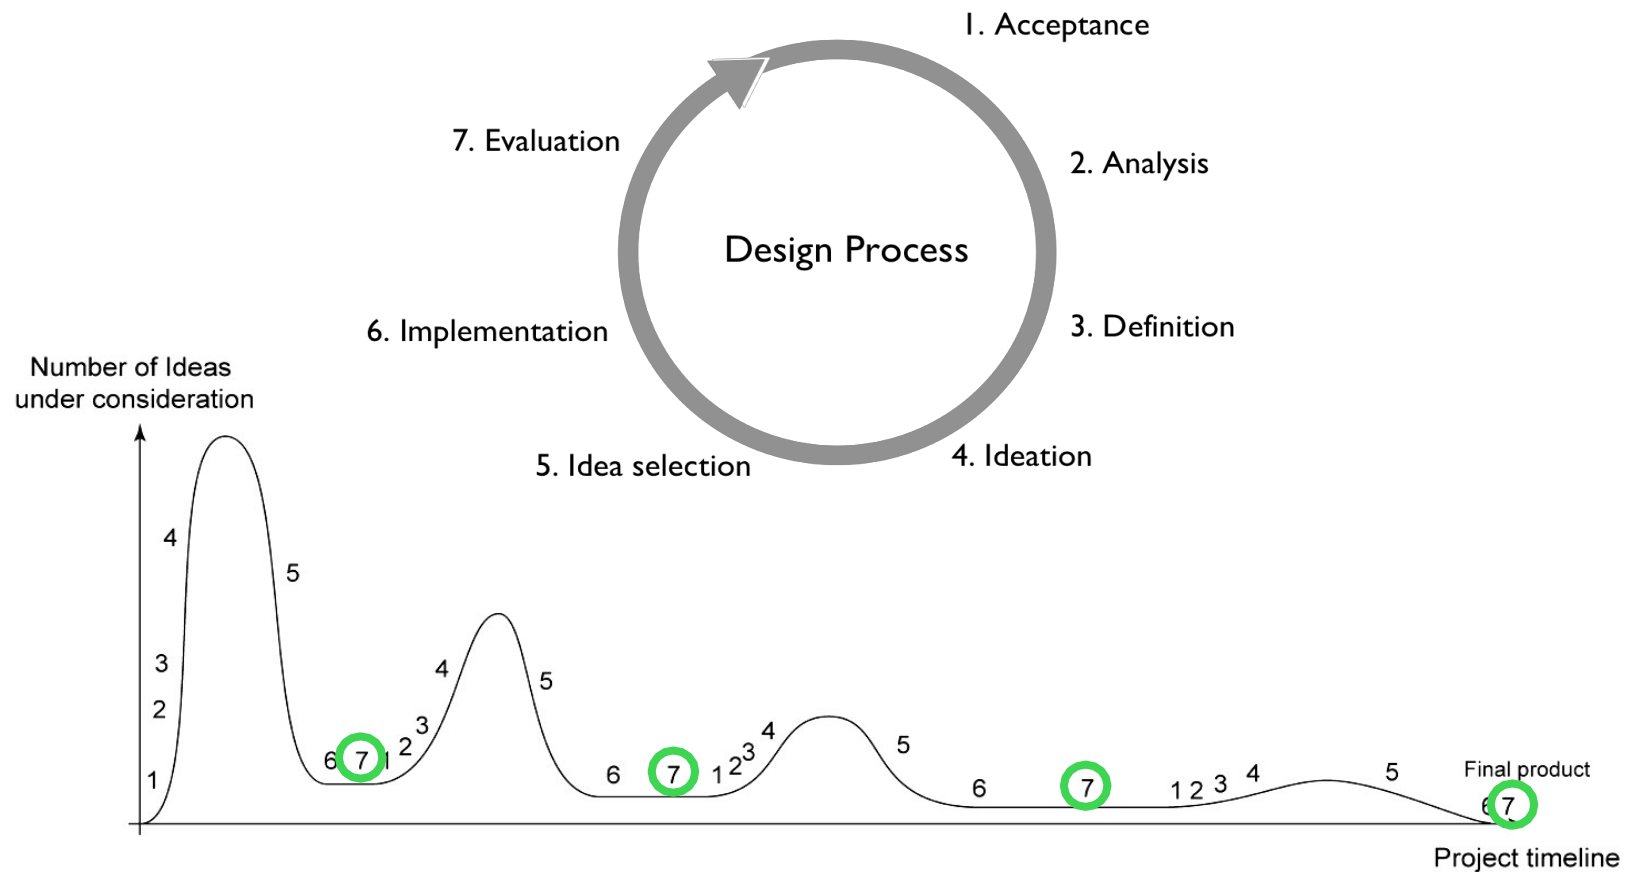 1. Acceptance
2. Analysis
3. Definition
4. Ideation
5. Idea selection
6. Implementation
7. Evaluation
Design Process
Number of Ideas
under consideration
1
2
3
4
5
6
7
1
2
3
4
5
6
7
1
2
3
4
5
6
7
1
2
3
4
5
6
7
Final product
Project timeline